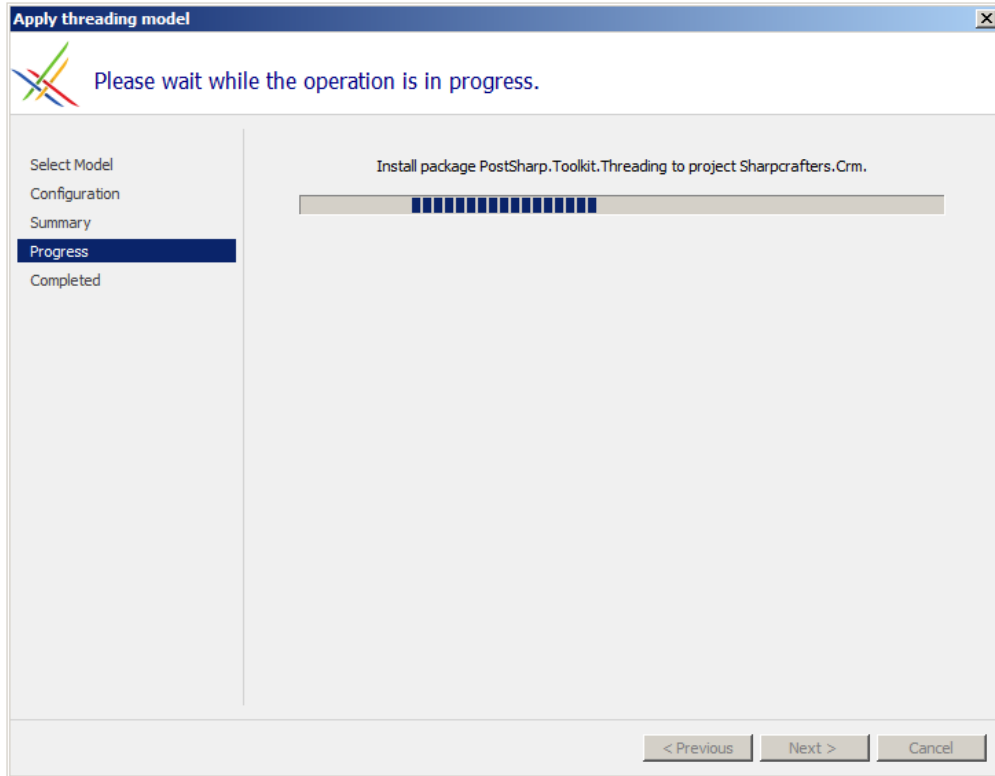 Apply threading model
Please wait while the operation is in progress.
Select Model
Configuration
Summary
Progress
Completed
Install package PostSharp.Toolkit.Threading to project Sharpcrafters.Crm.
< Previous
Next >
Cancel